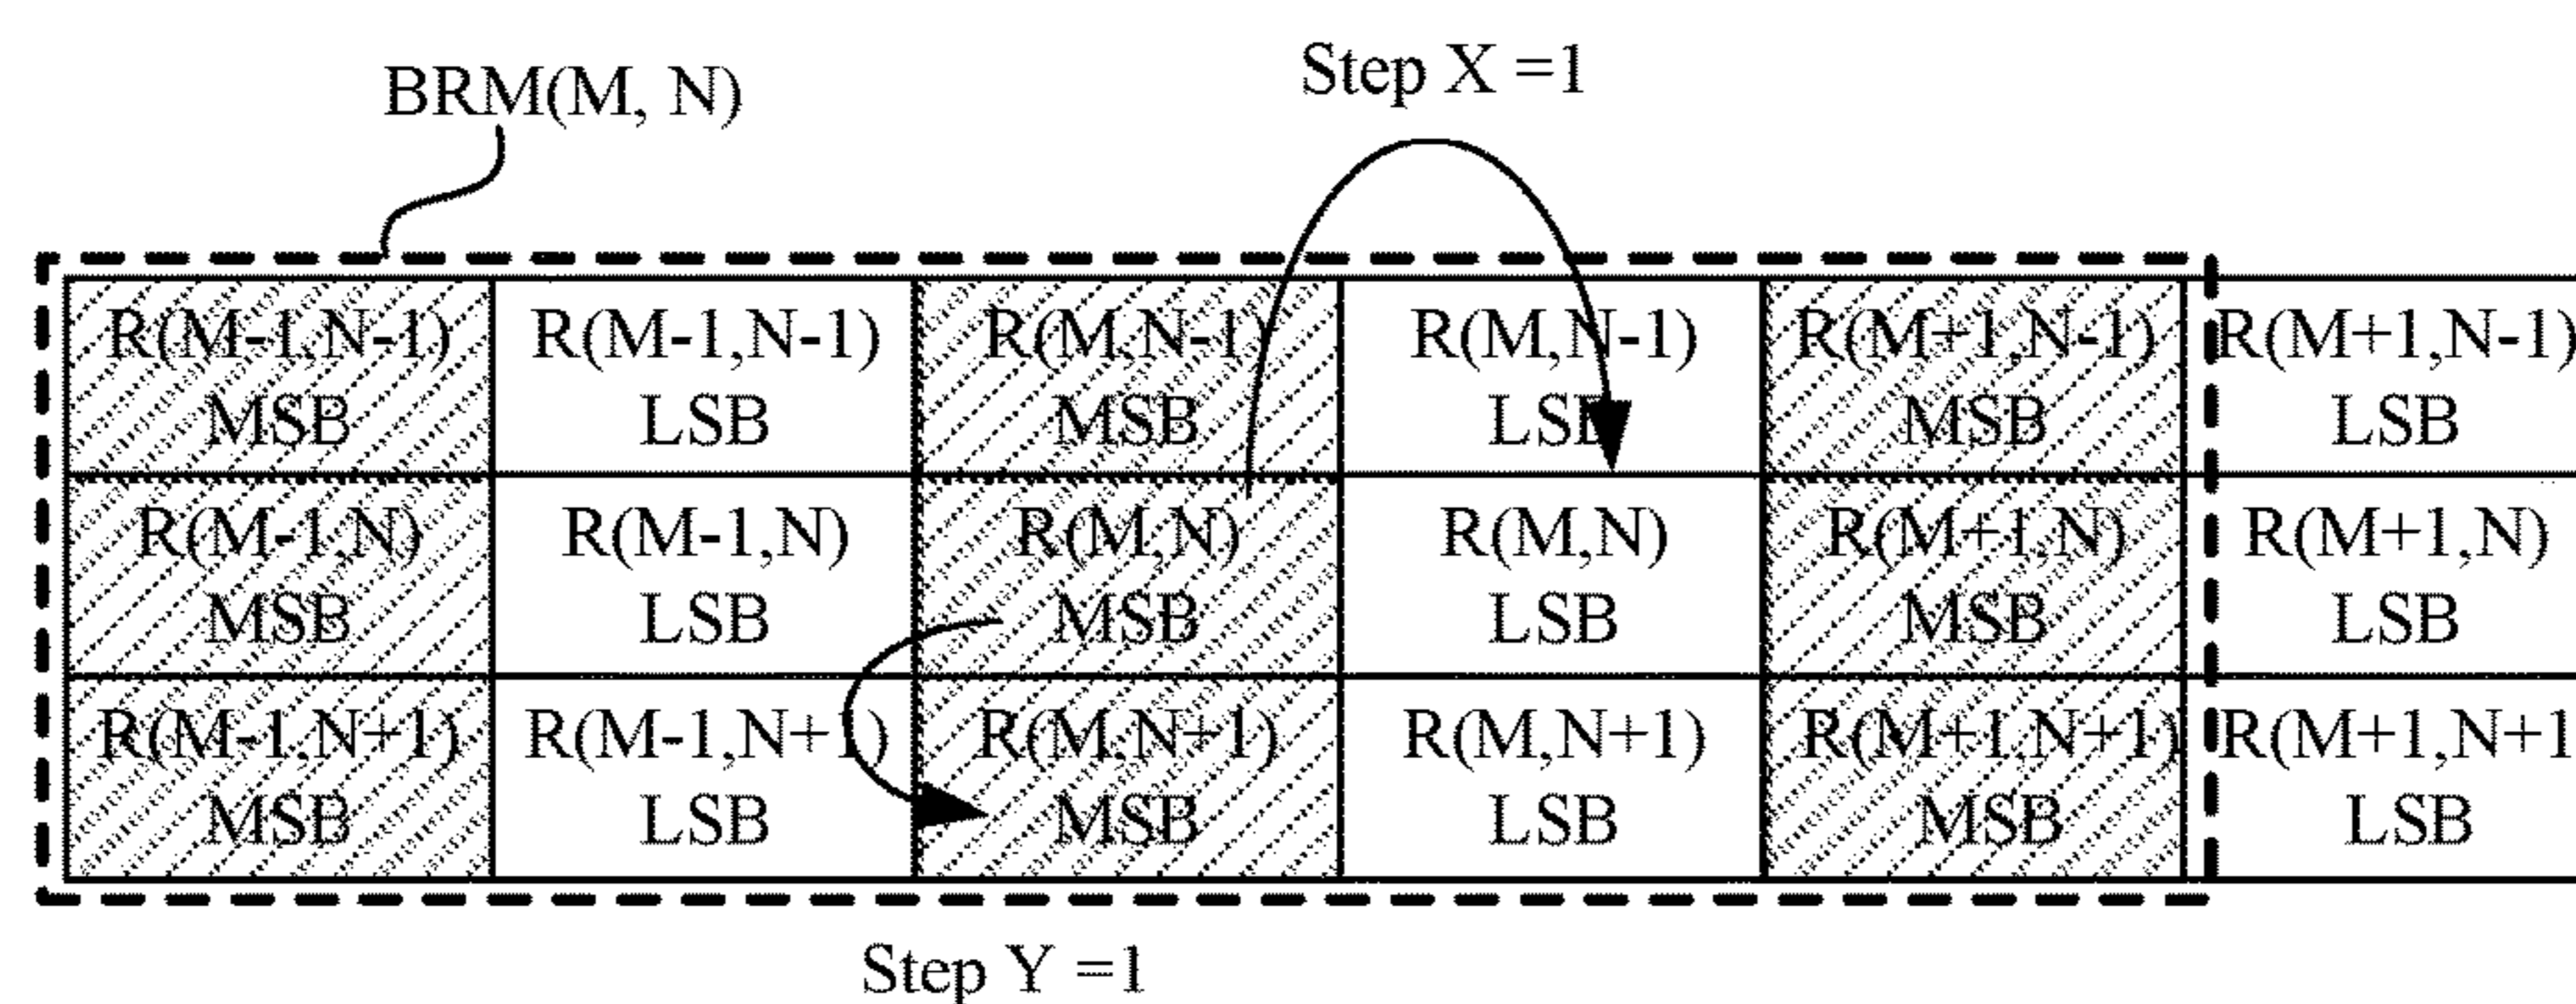 BRM(M, N)
Step X =1
R(M-1,N-1) R(M-1,N-1) R(M,N-1) R(M,N-1) R(M+1,N-1) R(M+1,N-1)
MSB LSB MSB LSB MSB LSB
R(M-1,N) R(M-1,N) R(M,N) R(M,N) R(M+1,N) R(M+1,N)
MSB LSB MSB LSB MSB LSB
R(M-1,N+1) R(M-1,N+1) R(M,N+1) R(M,N+1) R(M+1,N+1) R(M+1,N+1
MSB LSB MSB LSB MSB LSB
Step Y =1